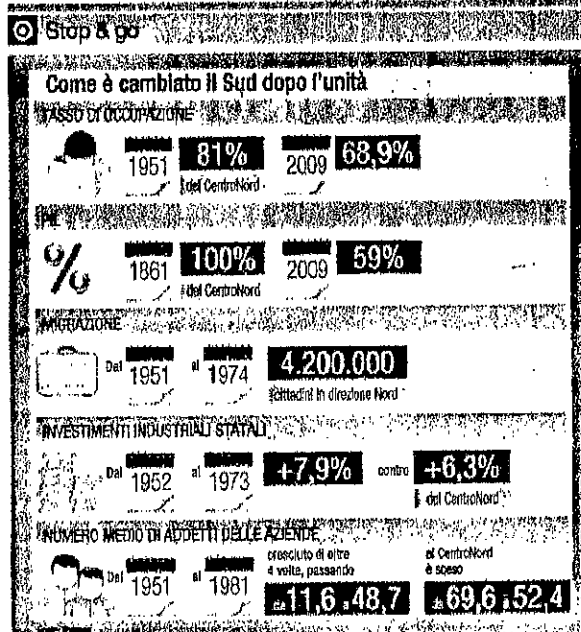 Stop & go
Come è cambiato il Sud dopo l'unità
TASSO DI OCCUPAZIONE
1951 81% del CentroNord 2009 68,9%
PIL
% 1861 100% del CentroNord 2009 59%
MIGRAZIONE
Dal 1951 al 1974 4.200.000
cittadini in direzione Nord
INVESTIMENTI INDUSTRIALI STATALI
Dal 1952 al 1973 +7,9% contro +6,3%
del CentroNord
NUMERO MEDIO DI ADDETTI DELLE AZIENDE
Dal 1951 al 1981
cresciuto di oltre
4 volte, passando
da 11,6 a 48,7
al CentroNord
è sceso
da 69,6 a 52,4